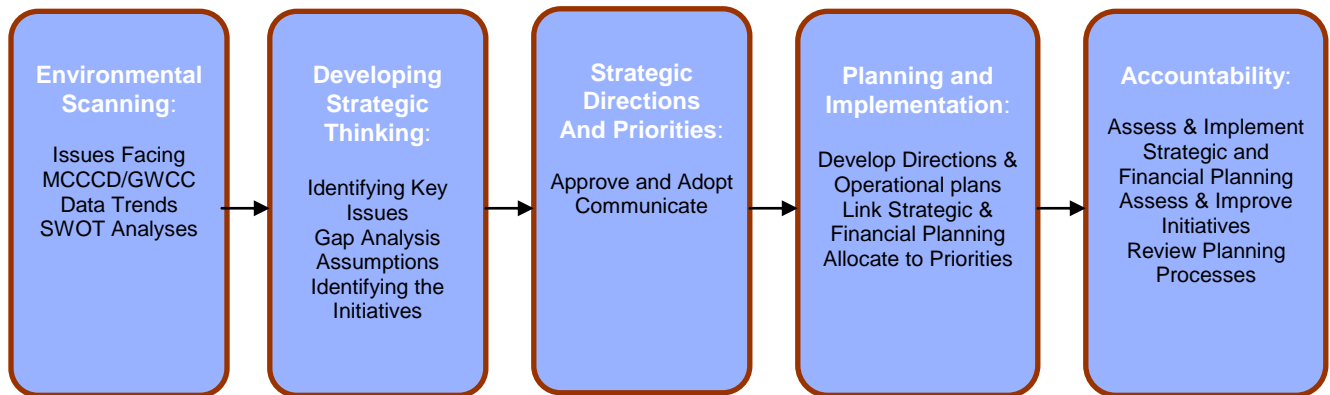 Environmental
Scanning:
Issues Facing
MCCCD/GWCC
Data Trends
SWOT Analyses
Developing
Strategic
Thinking:
Identifying Key
Issues
Gap Analysis
Assumptions
Identifying the
Initiatives
Strategic
Directions
And Priorities:
Approve and Adopt
Communicate
Planning and
Implementation:
Develop Directions &
Operational plans
Link Strategic &
Financial Planning
Allocate to Priorities
Accountability:
Assess & Implement
Strategic and
Financial Planning
Assess & Improve
Initiatives
Review Planning
Processes